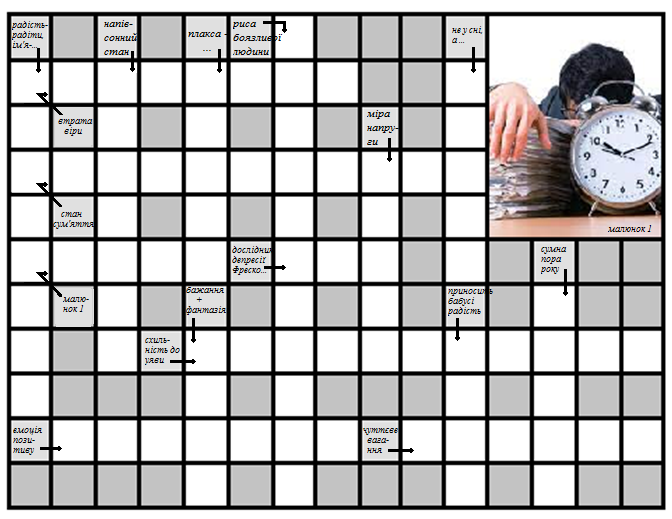 радість-
радіти,
ім'я-...
напів-
сонний
стан
плакса -
...
риса
боязливої
людини
не у сні,
а ...
втрата
віри
міра
напру-
ги
стан
сум'яття
малюнок 1
дослідник
депресії
Фреско...
сумна
пора
року
малю-
нок 1
бажання
+
фантазія
приносить
бабусі
радість
схиль-
ність до
уяви
емоція
пози-
тиву
чуттєве
вага-
ння